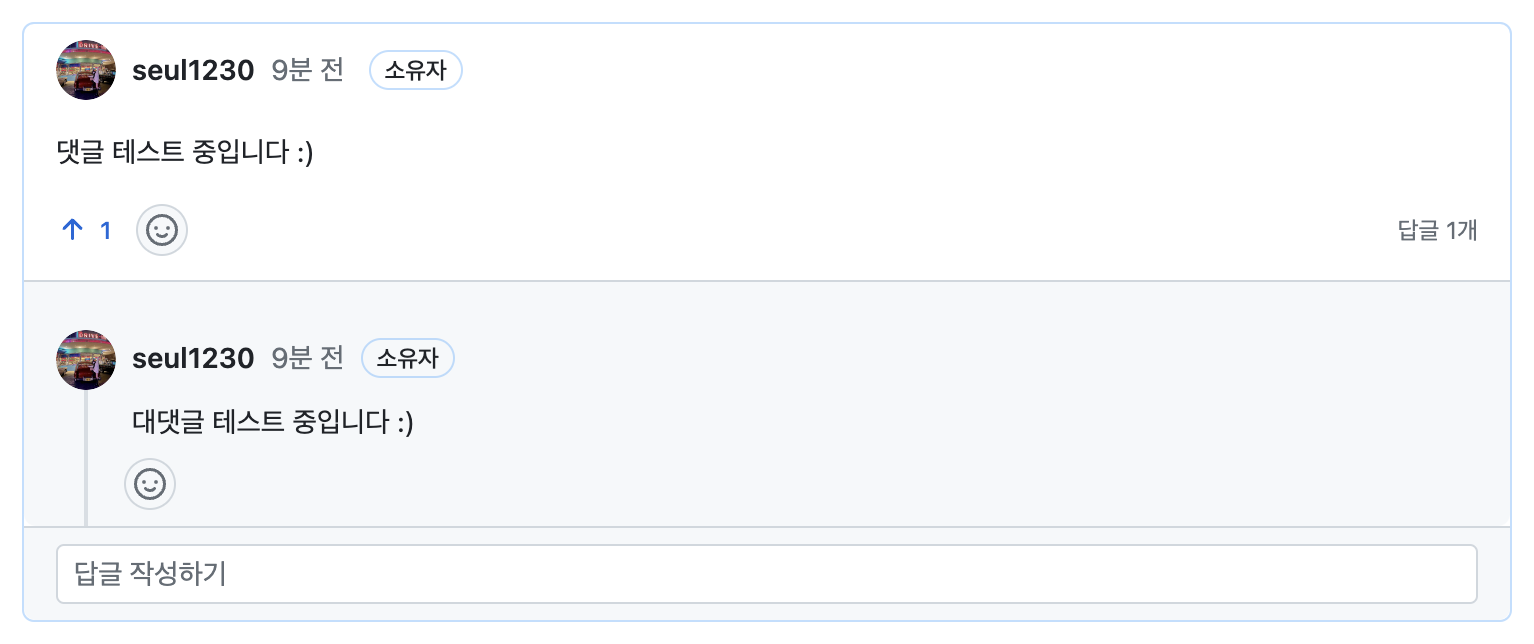 seul1230 9분 전 소유자
댓글 테스트 중입니다 :)
1
답글 1개
seul1230 9분 전 소유자
대댓글 테스트 중입니다 :)
답글 작성하기